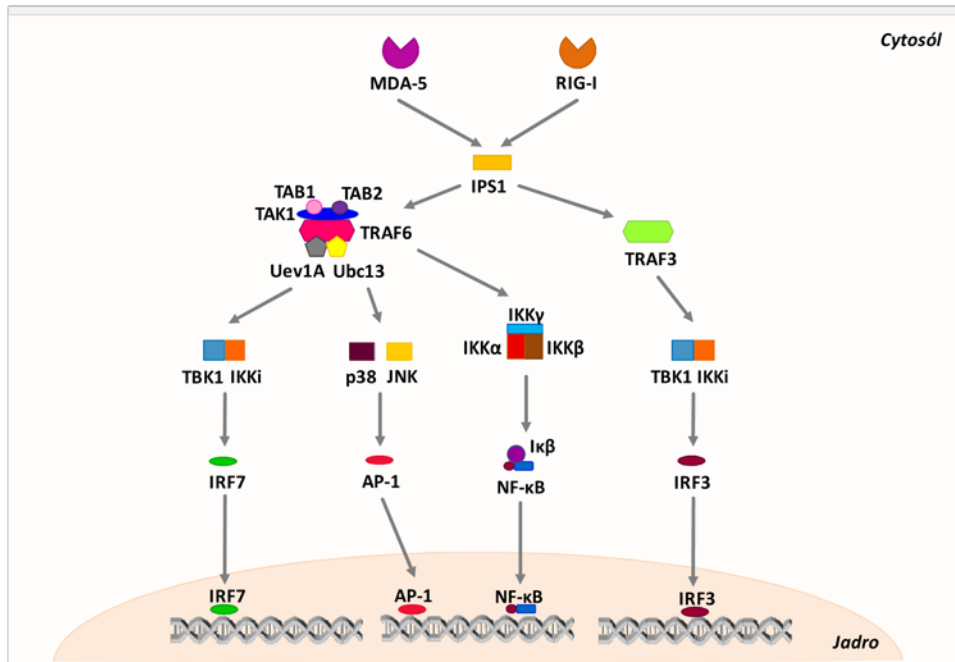 Cytosól
MDA-5
RIG-I
IPS1
TAB1
TAB2
TAK1
TRAF6
Uev1A Ubc13
TRAF3
IKKγ
IKKα
IKKβ
TBK1 IKKi
p38 JNK
TBK1 IKKi
Iκβ
IRF7
AP-1
NF-κB
IRF3
IRF7
AP-1
NF-κB
IRF3
Jadro